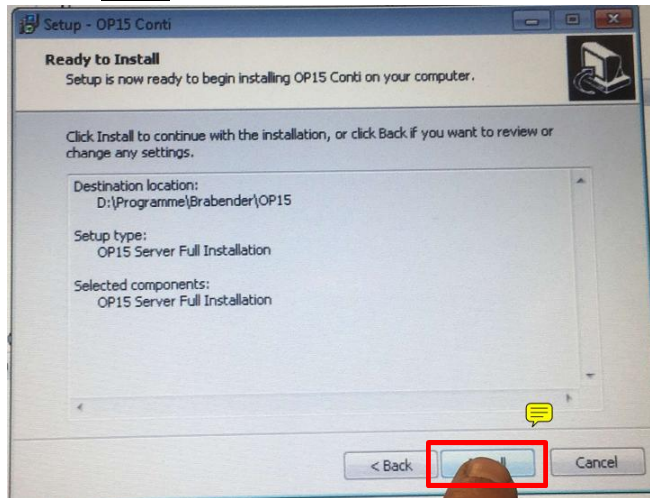 Setup - OP15 Conti
Ready to Install
Setup is now ready to begin installing OP15 Conti on your computer.
Click Install to continue with the installation, or click Back if you want to review or
change any settings.
Destination location:
D:\Programme\Brabender\OP15
Setup type:
OP15 Server Full Installation
Selected components:
OP15 Server Full Installation
< Back
Cancel